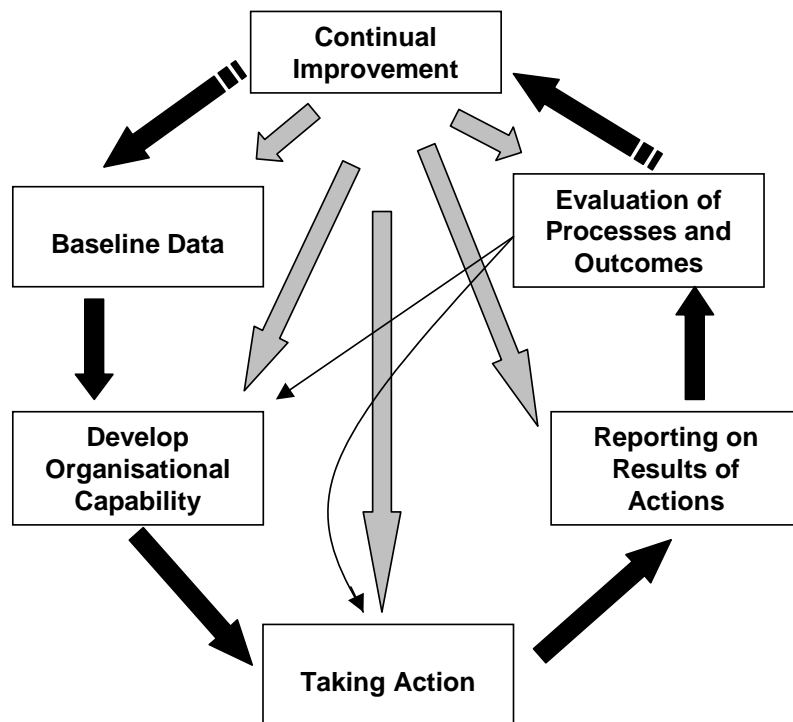 Continual
Improvement
Baseline Data
Evaluation of
Processes and
Outcomes
Develop
Organisational
Capability
Reporting on
Results of
Actions
Taking Action